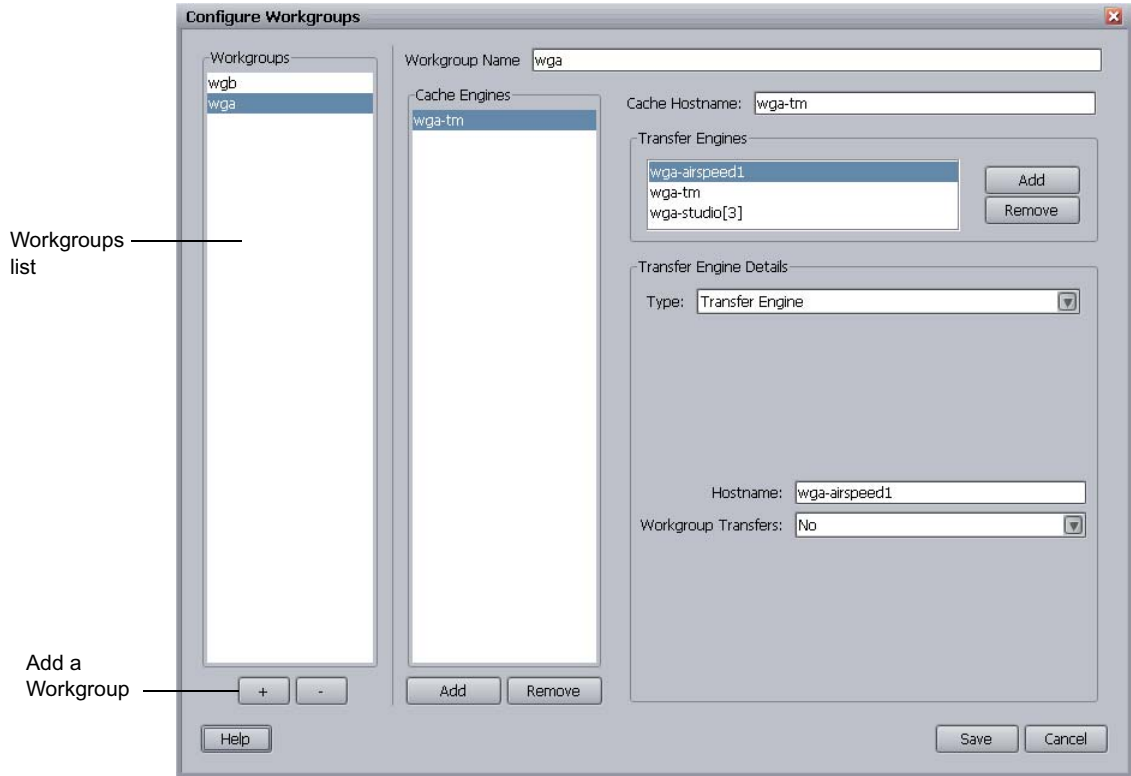 Configure Workgroups
Workgroups
wgb
wga
Workgroups
list
Add a
Workgroup
+
-
Workgroup Name
wga
Cache Engines
wga-tm
Add
Remove
Cache Hostname:
wga-tm
Transfer Engines
wga-airspeed1
wga-tm
wga-studio[3]
Add
Remove
Transfer Engine Details
Type:
Transfer Engine
Hostname:
wga-airspeed1
Workgroup Transfers:
No
Help
Save
Cancel